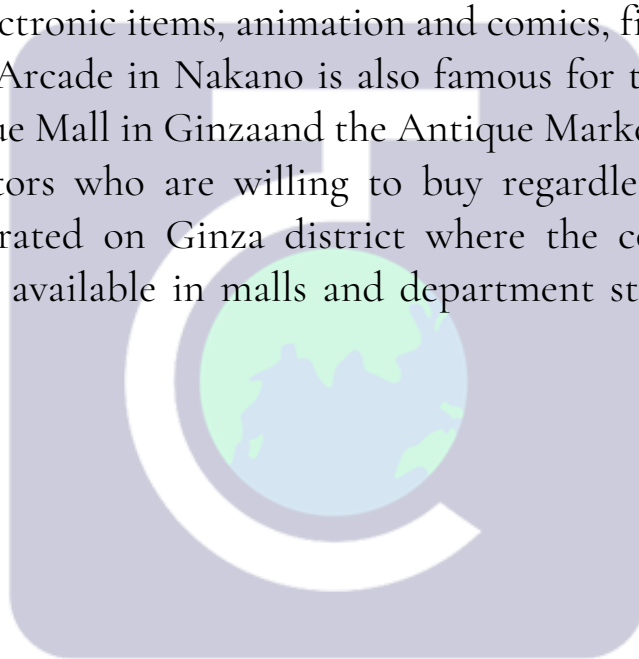 ctronic items, animation and comics, fi
Arcade in Nakano is also famous for t
ue Mall in Ginzaand the Antique Mark
tors who are willing to buy regardle
rated on Ginza district where the c
available in malls and department st